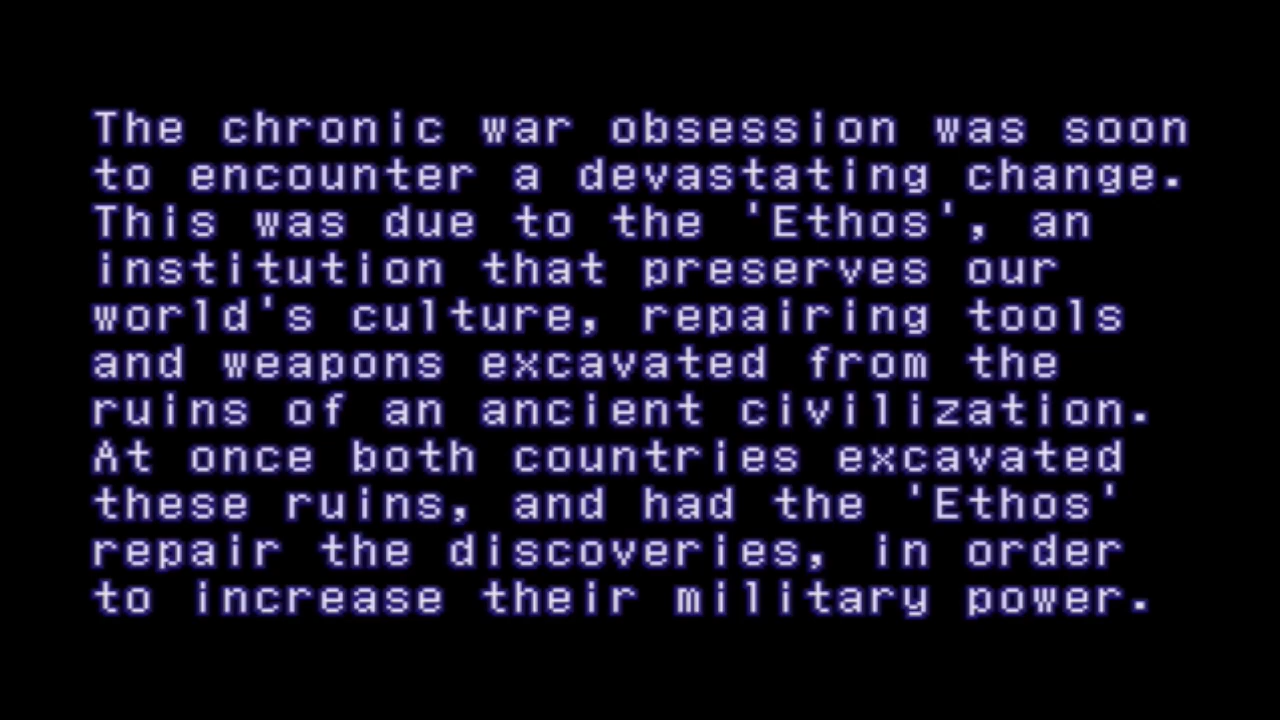 The chronic war obsession was soon
to encounter a devastating change.
This was due to the 'Ethos', an
institution that preserves our
world's culture, repairing tools
and weapons excavated from the
ruins of an ancient civilization.
At once both countries excavated
these ruins, and had the 'Ethos'
repair the discoveries, in order
to increase their military power.